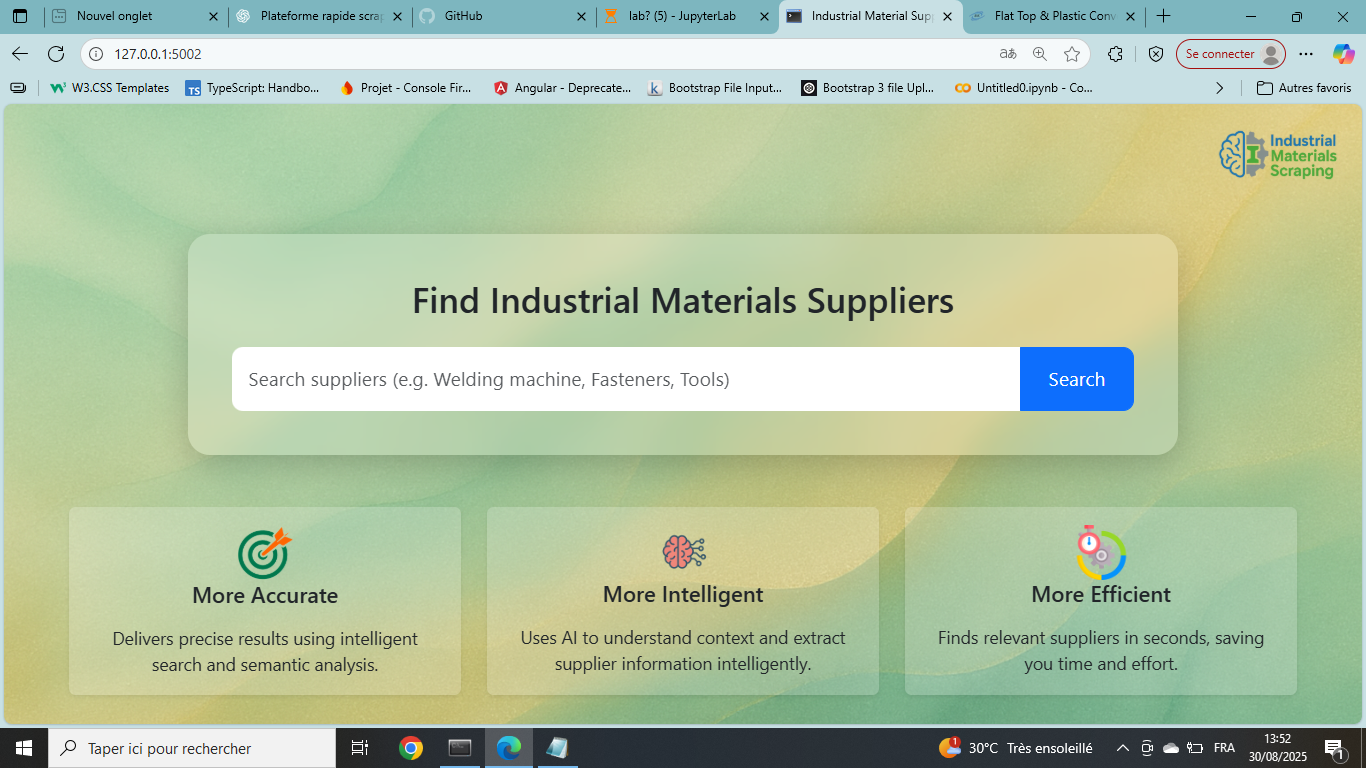 Nouvel onglet
Plateforme rapide scrap
GitHub
lab? (5) - JupyterLab
Industrial Material Supp
Flat Top & Plastic Conv
127.0.0.1:5002
Se connecter
W3.CSS Templates
TypeScript: Handbo...
Projet - Console Fir...
Angular - Deprecate...
Bootstrap File Input...
Bootstrap 3 file Upl...
Untitled0.ipynb - Co...
Autres favoris
Industrial
Materials
Scraping
Find Industrial Materials Suppliers
Search suppliers (e.g. Welding machine, Fasteners, Tools)
Search
More Accurate
Delivers precise results using intelligent
search and semantic analysis.
More Intelligent
Uses AI to understand context and extract
supplier information intelligently.
More Efficient
Finds relevant suppliers in seconds, saving
you time and effort.
Taper ici pour rechercher
1
30°C Très ensoleillé
FRA
13:52
30/08/2025
1